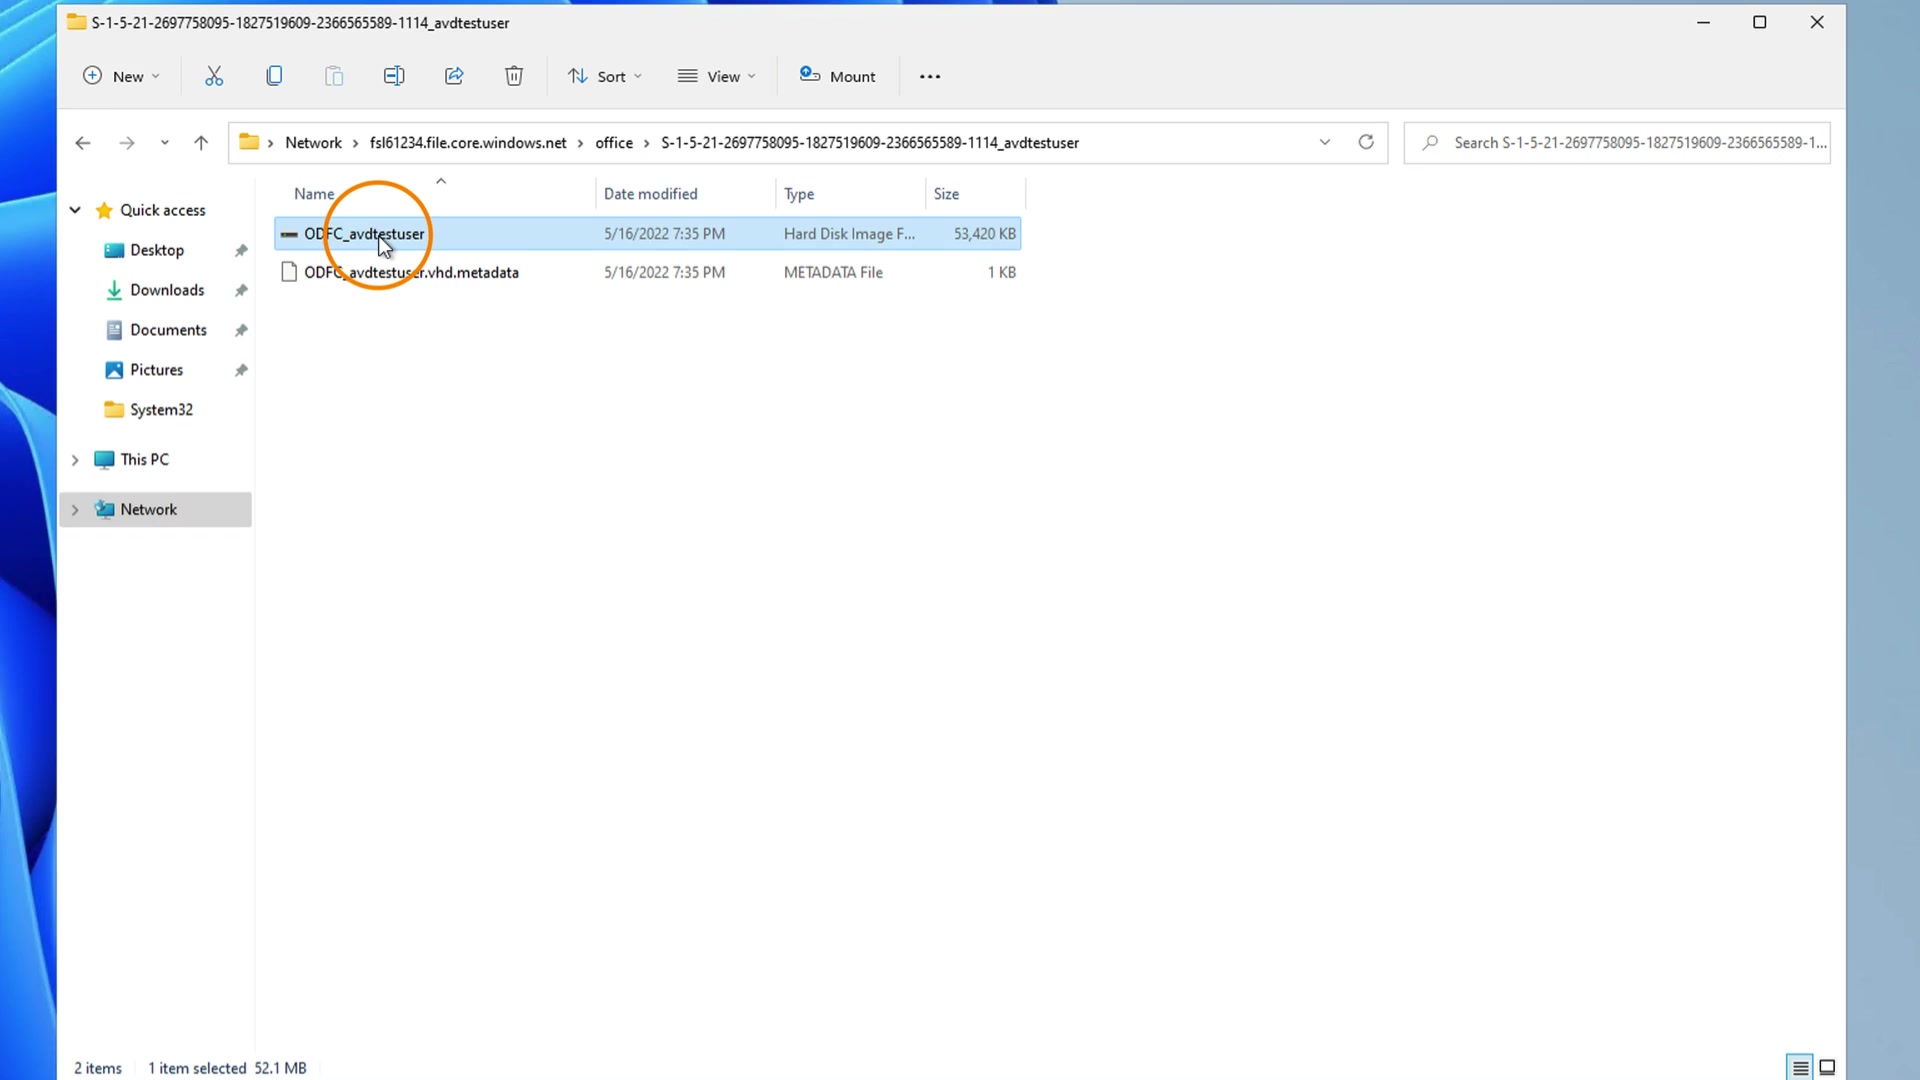 S-1-5-21-2697758095-1827519609-2366565589-1114_avdtestuser
New
Sort
View
Mount
Network › fsl61234.file.core.windows.net › office › S-1-5-21-2697758095-1827519609-2366565589-1114_avdtestuser
Search S-1-5-21-2697758095-1827519609-2366565589-1...
Name Date modified Type Size
ODFC_avdtestuser 5/16/2022 7:35 PM Hard Disk Image F... 53,420 KB
ODFC_avdtestuser.vhd.metadata 5/16/2022 7:35 PM METADATA File 1 KB
Quick access
Desktop
Downloads
Documents
Pictures
System32
This PC
Network
2 items 1 item selected 52.1 MB